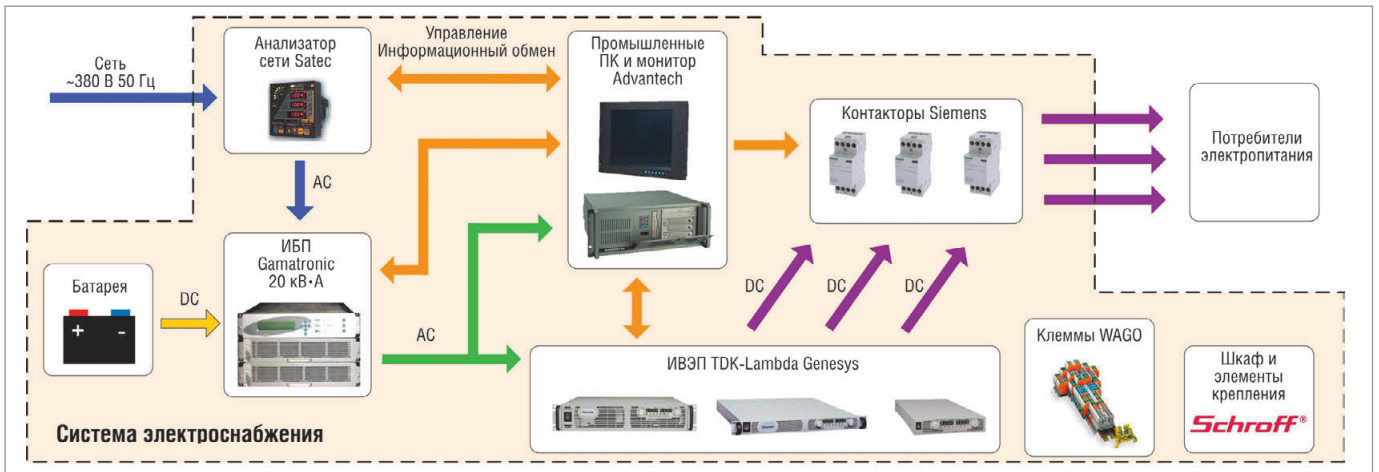 Сеть
~380 В 50 Гц
Анализатор
сети Satec
Управление
Информационный обмен
Промышленные
ПК и монитор
Advantech
Контакторы Siemens
Потребители
электропитания
AC
Батарея
+ -
DC
ИБП
Gamatronic
20 кВ•А
AC
DC
DC
DC
ИВЭП TDK-Lambda Genesys
Клеммы WAGO
Шкаф и
элементы
крепления
Schroff®
Система электроснабжения